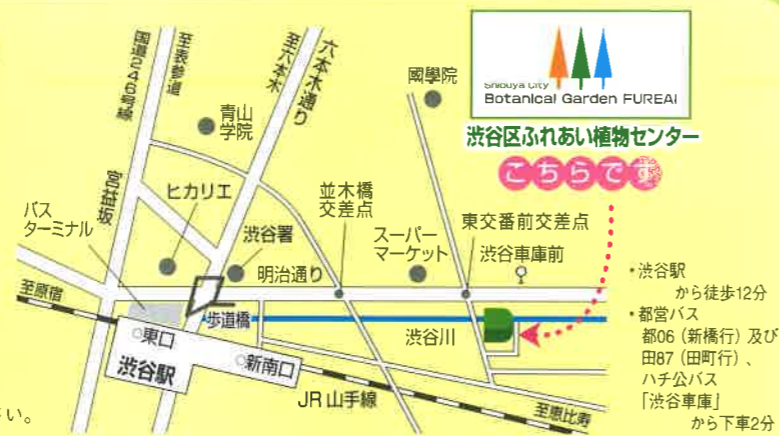 Shibuya City
Botanical Garden FUREAI
渋谷区ふれあい植物センター
こちらです
国道246号線
至表参道
至六本木
六本木通り
青山
学院
國學院
宮益坂
ヒカリエ
バス
ターミナル
渋谷署
並木橋
交差点
スーパー
マーケット
東交番前交差点
渋谷車庫前
明治通り
至原宿
歩道橋
渋谷川
東口
新南口
渋谷駅
JR山手線
至恵比寿
・渋谷駅
から徒歩12分
・都営バス
都06(新橋行)及び
田87(田町行)、
ハチ公バス
「渋谷車庫」
から下車2分
い。